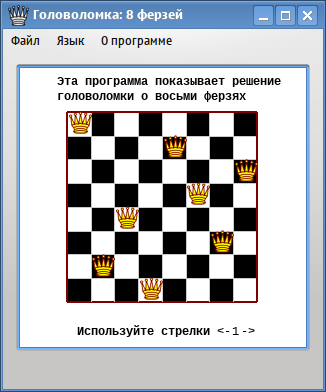 Головоломка: 8 ферзей
Файл Язык О программе
Эта программа показывает решение
головоломки о восьми ферзях
Используйте стрелки <-1->